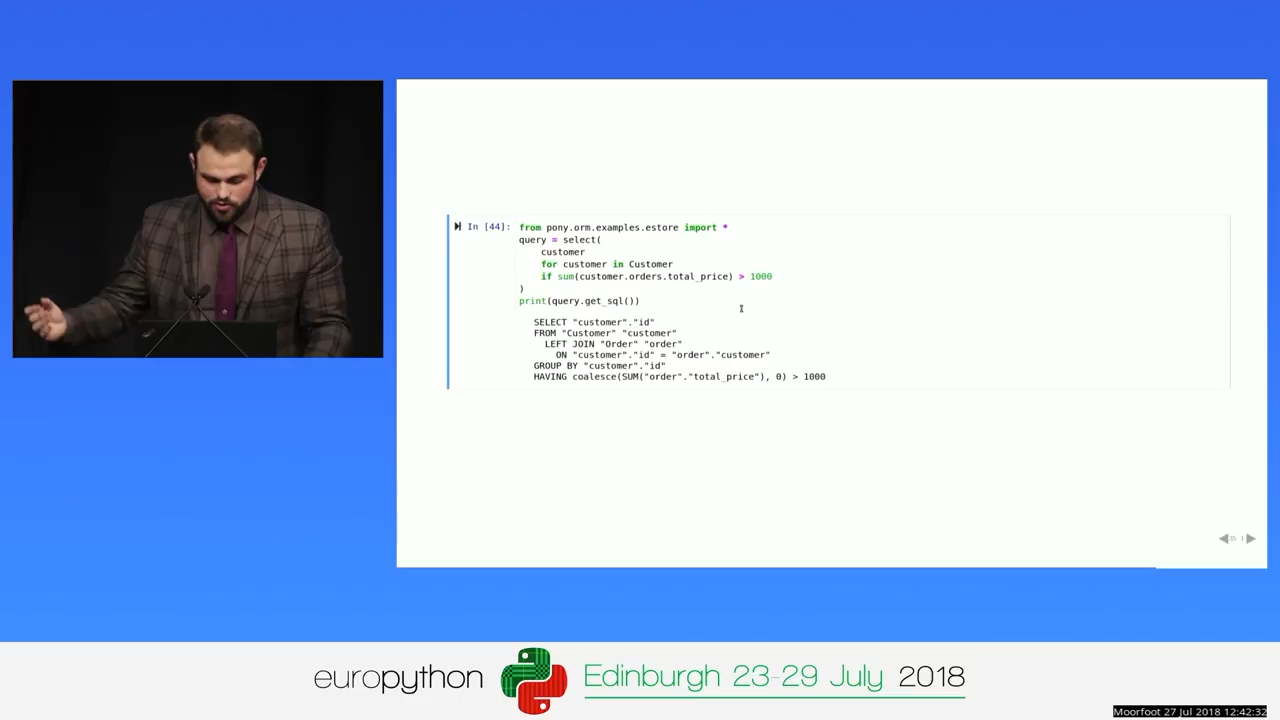 In [44]: from pony.orm.examples.estore import *
query = select(
customer
for customer in Customer
if sum(customer.orders.total_price) > 1000
)
print(query.get_sql())
SELECT "customer"."id"
FROM "Customer" "customer"
LEFT JOIN "Order" "order"
ON "customer"."id" = "order"."customer"
GROUP BY "customer"."id"
HAVING coalesce(SUM("order"."total_price"), 0) > 1000
europython Edinburgh 23-29 July 2018
Moorfoot 27 Jul 2018 12:42:32